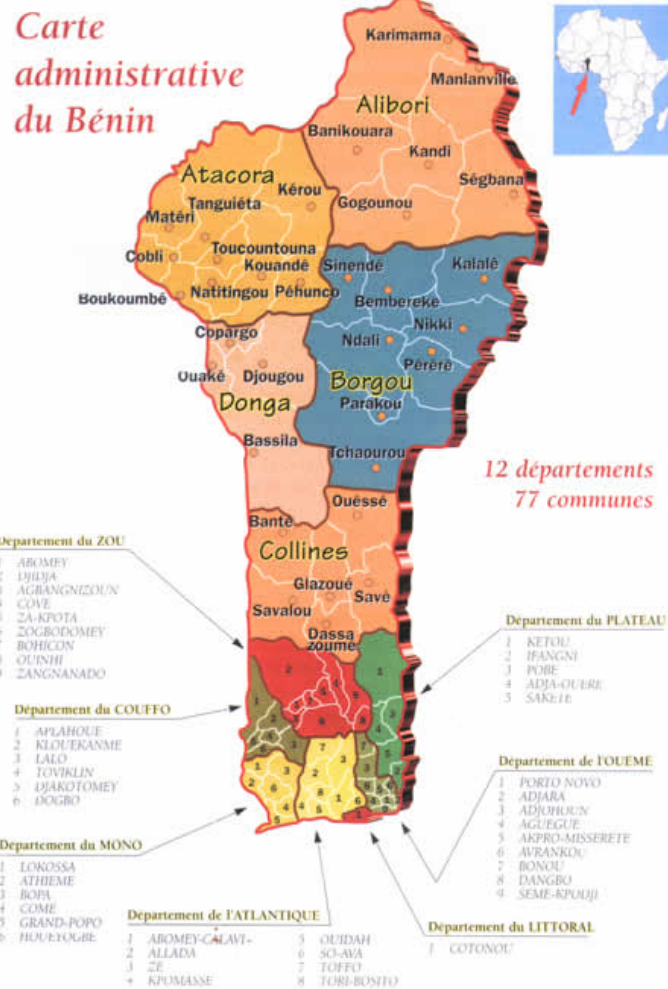 Carte
administrative
du Bénin
Karimama
Manlanville
Alibori
Banikouara
Kandi
Ségbana
Gogounou
Atacora
Kérou
Tanguiéta
Matéri
Toucountouna
Cobli
Kouandé
Boukoumbé
Natitingou
Péhunco
Sinendé
Kalalé
Bembereké
Nikki
Ndali
Péréré
Borgou
Parakou
Tchaourou
Copargo
Ouaké
Djougou
Donga
Bassila
12 départements
77 communes
Ouéssé
Bantè
Collines
Glazoué
Savé
Savalou
Dassa
zoumé
Département du ZOU
1 ABOMEY
2 DJIDJA
3 AGBANGNIZOUN
4 COVE
5 ZA-KPOTA
6 ZOGBODOMEY
7 BOHICON
8 OUINHI
9 ZANGNANADO
Département du COUFFO
1 APLAHOUE
2 KLOUEKANME
3 LALO
4 TOVIKLIN
5 DJAKOTOMEY
6 DOGBO
Département du MONO
1 LOKOSSA
2 ATHIEME
3 BOPA
4 COME
5 GRAND-POPO
6 HOUEYOGBE
Département de l'ATLANTIQUE
1 ABOMEY-CALAVI
2 ALLADA
3 ZE
4 KPOMASSE
5 OUIDAH
6 SO-AVA
7 TOFFO
8 TORI-BOSITO
Département du LITTORAL
1 COTONOU
Département de l'OUEME
1 PORTO NOVO
2 ADJARA
3 ADJOHOUN
4 AGUEGUE
5 AKPRO-MISSERETE
6 AVRANKOU
7 BONOU
8 DANGBO
9 SEME-KPODJI
Département du PLATEAU
1 KETOU
2 IFANGNI
3 POBE
4 ADJA-OUERE
5 SAKETE